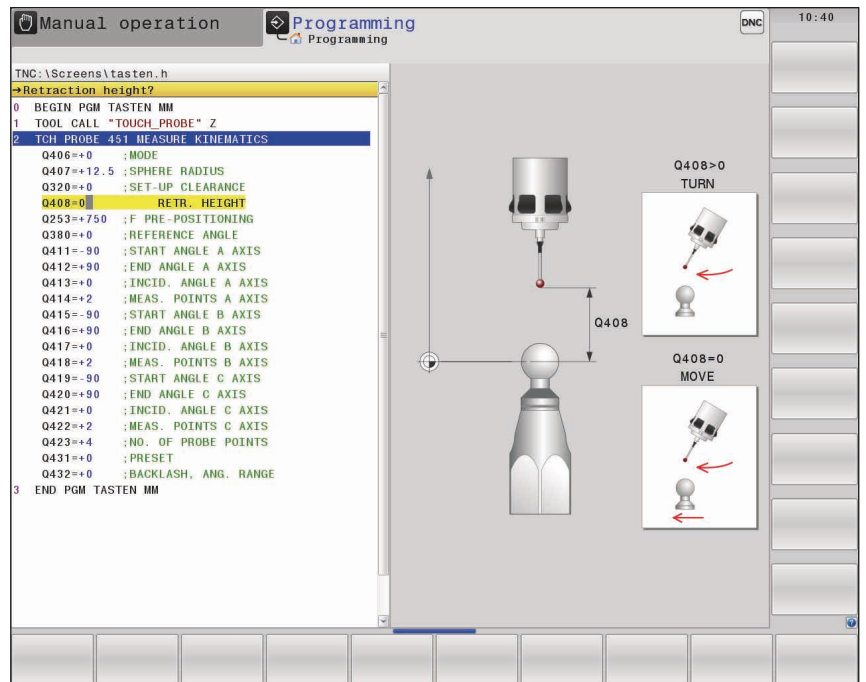 Manual operation
Programming
Programming
DNC
10:40
TNC:\Screens\tasten.h
→Retraction height?
0 BEGIN PGM TASTEN MM
1 TOOL CALL "TOUCH_PROBE" Z
2 TCH PROBE 451 MEASURE KINEMATICS
Q406=+0 ;MODE
Q407=+12.5 ;SPHERE RADIUS
Q320=+0 ;SET-UP CLEARANCE
Q408=0 RETR. HEIGHT
Q253=+750 ;F PRE-POSITIONING
Q380=+0 ;REFERENCE ANGLE
Q411=-90 ;START ANGLE A AXIS
Q412=+90 ;END ANGLE A AXIS
Q413=+0 ;INCID. ANGLE A AXIS
Q414=+2 ;MEAS. POINTS A AXIS
Q415=-90 ;START ANGLE B AXIS
Q416=+90 ;END ANGLE B AXIS
Q417=+0 ;INCID. ANGLE B AXIS
Q418=+2 ;MEAS. POINTS B AXIS
Q419=-90 ;START ANGLE C AXIS
Q420=+90 ;END ANGLE C AXIS
Q421=+0 ;INCID. ANGLE C AXIS
Q422=+2 ;MEAS. POINTS C AXIS
Q423=+4 ;NO. OF PROBE POINTS
Q431=+0 ;PRESET
Q432=+0 ;BACKLASH, ANG. RANGE
3 END PGM TASTEN MM
Q408
Q408>0
TURN
Q408=0
MOVE